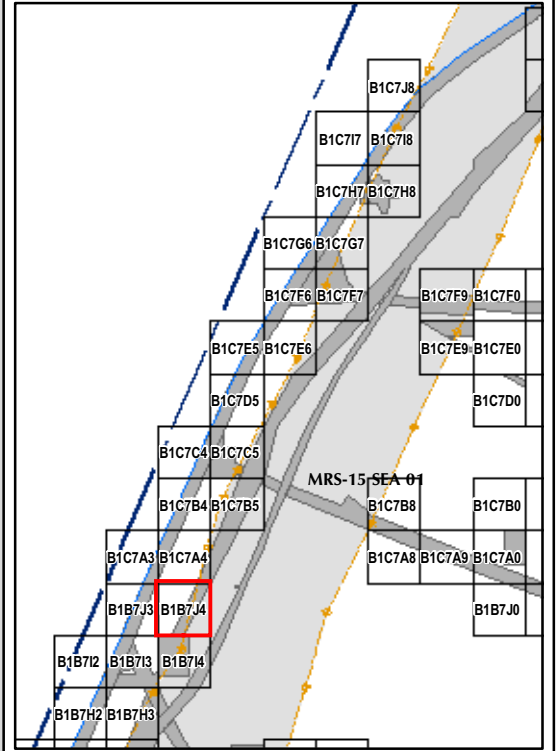 B1C7J8
B1C7I7 B1C7I8
B1C7H7 B1C7H8
B1C7G6 B1C7G7
B1C7F6 B1C7F7 B1C7F9 B1C7F0
B1C7E5 B1C7E6 B1C7E9 B1C7E0
B1C7D5 B1C7D0
B1C7C4 B1C7C5
MRS-15 SEA 01
B1C7B4 B1C7B5 B1C7B8 B1C7B0
B1C7A3 B1C7A4 B1C7A8 B1C7A9 B1C7A0
B1B7J3 B1B7J4 B1B7J0
B1B7I2 B1B7I3 B1B7I4
B1B7H2 B1B7H3